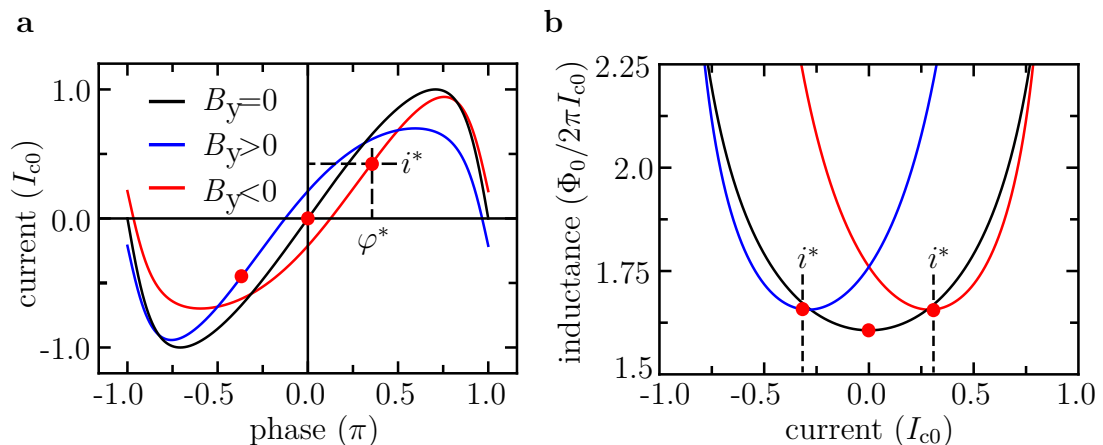 a
current (I_c0)
1.0
0.0
-1.0
B_y=0
B_y>0
B_y<0
i*
φ*
-1.0 -0.5 0.0 0.5 1.0
phase (π)
b
inductance (Φ_0/2πI_c0)
2.25
2.0
1.75
1.5
i* i*
-1.0 -0.5 0.0 0.5 1.0
current (I_c0)